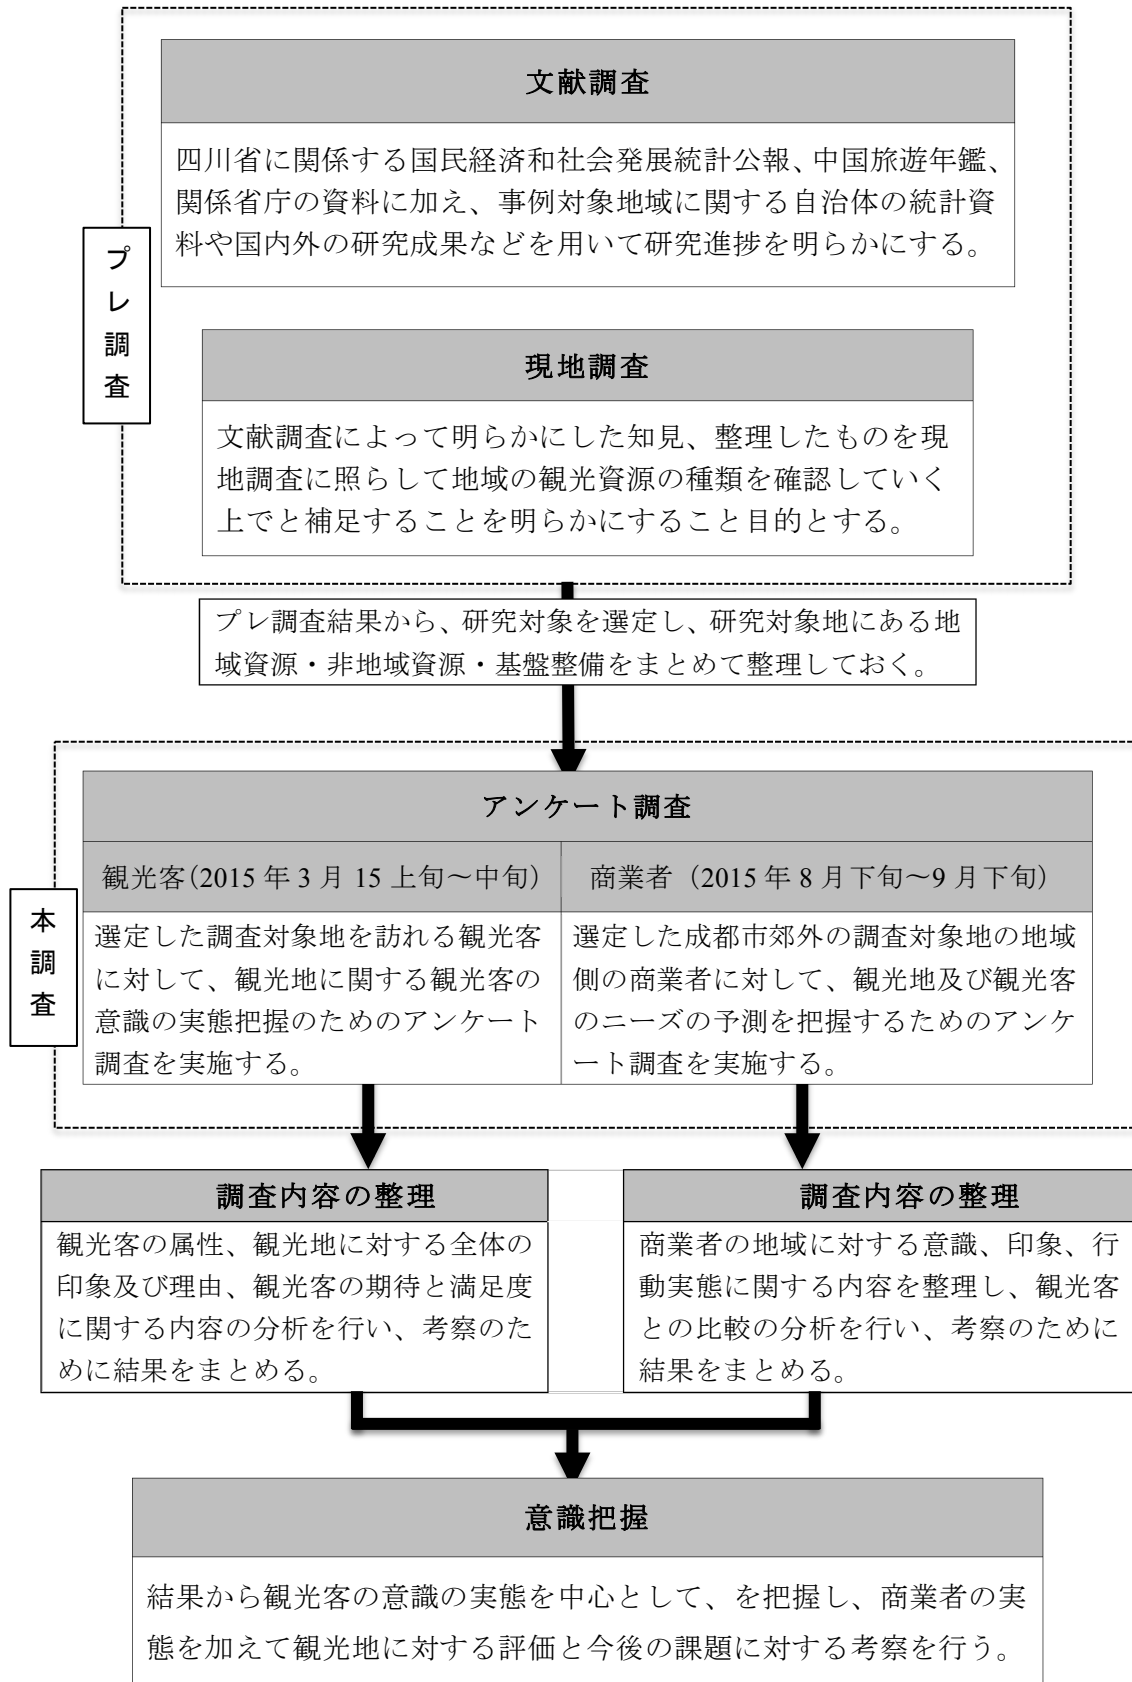 文献調査
四川省に関係する国民経済和社会発展統計公報、中国旅遊年鑑、
関係省庁の資料に加え、事例対象地域に関する自治体の統計資
料や国内外の研究成果などを用いて研究進捗を明らかにする。
プレ調査
現地調査
文献調査によって明らかにした知見、整理したものを現
地調査に照らして地域の観光資源の種類を確認していく
上でと補足することを明らかにすること目的とする。
プレ調査結果から、研究対象を選定し、研究対象地にある地
域資源・非地域資源・基盤整備をまとめて整理しておく。
アンケート調査
観光客(2015 年 3 月 15 上旬～中旬)
商業者（2015 年 8 月下旬～9 月下旬）
本調査
選定した調査対象地を訪れる観光客
に対して、観光地に関する観光客の
意識の実態把握のためのアンケート
調査を実施する。
選定した成都市郊外の調査対象地の地域
側の商業者に対して、観光地及び観光客
のニーズの予測を把握するためのアンケ
ート調査を実施する。
調査内容の整理
観光客の属性、観光地に対する全体の
印象及び理由、観光客の期待と満足度
に関する内容の分析を行い、考察のた
めに結果をまとめる。
調査内容の整理
商業者の地域に対する意識、印象、行
動実態に関する内容を整理し、観光客
との比較の分析を行い、考察のために
結果をまとめる。
意識把握
結果から観光客の意識の実態を中心として、を把握し、商業者の実
態を加えて観光地に対する評価と今後の課題に対する考察を行う。